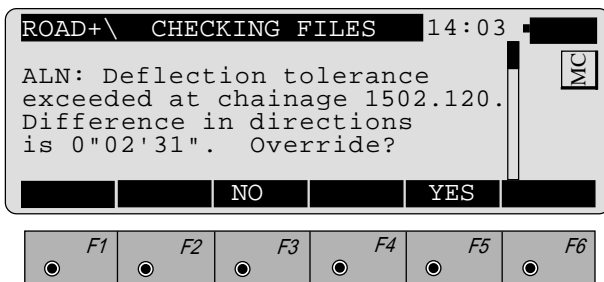 ROAD+\ CHECKING FILES 14:03
MC
ALN: Deflection tolerance
exceeded at chainage 1502.120.
Difference in directions
is 0"02'31". Override?
NO YES
F1 F2 F3 F4 F5 F6